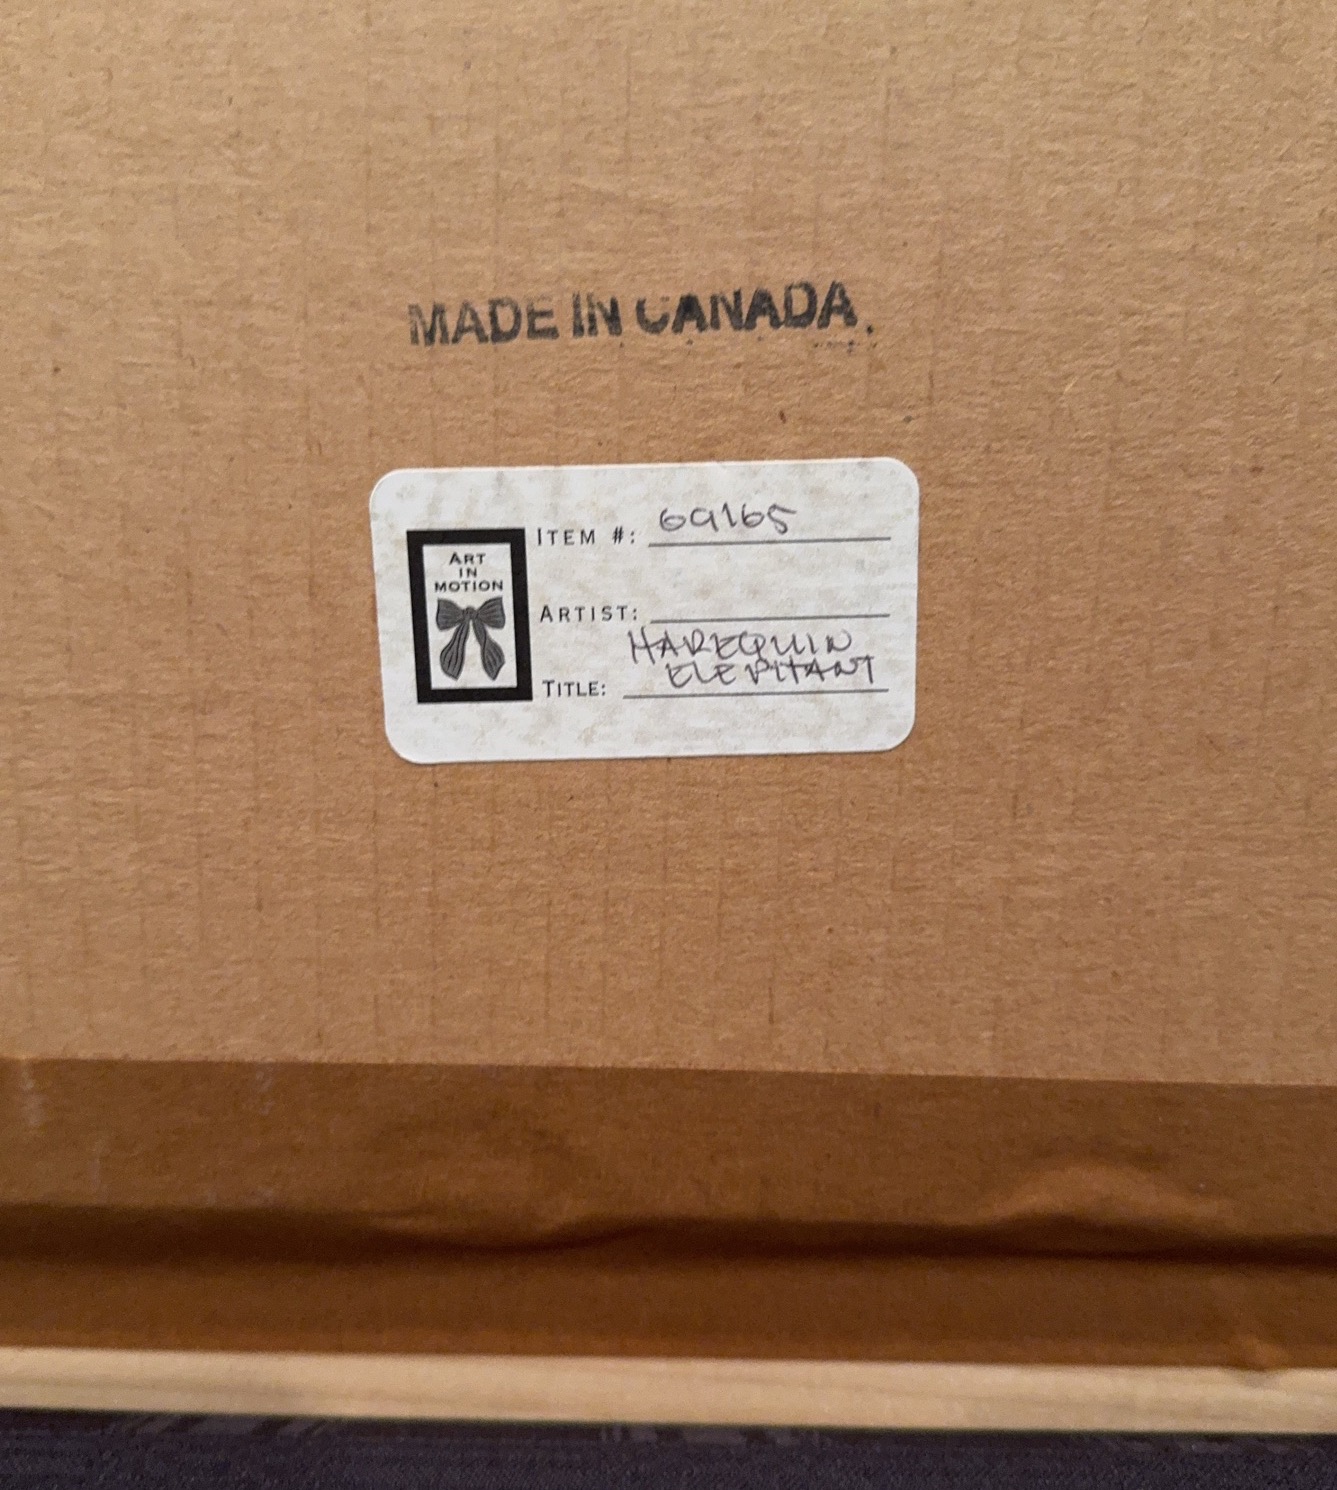 MADE IN CANADA.
ITEM #: 69165
ART
IN
MOTION
ARTIST:
HAREQUIN
ELEPHANT
TITLE: